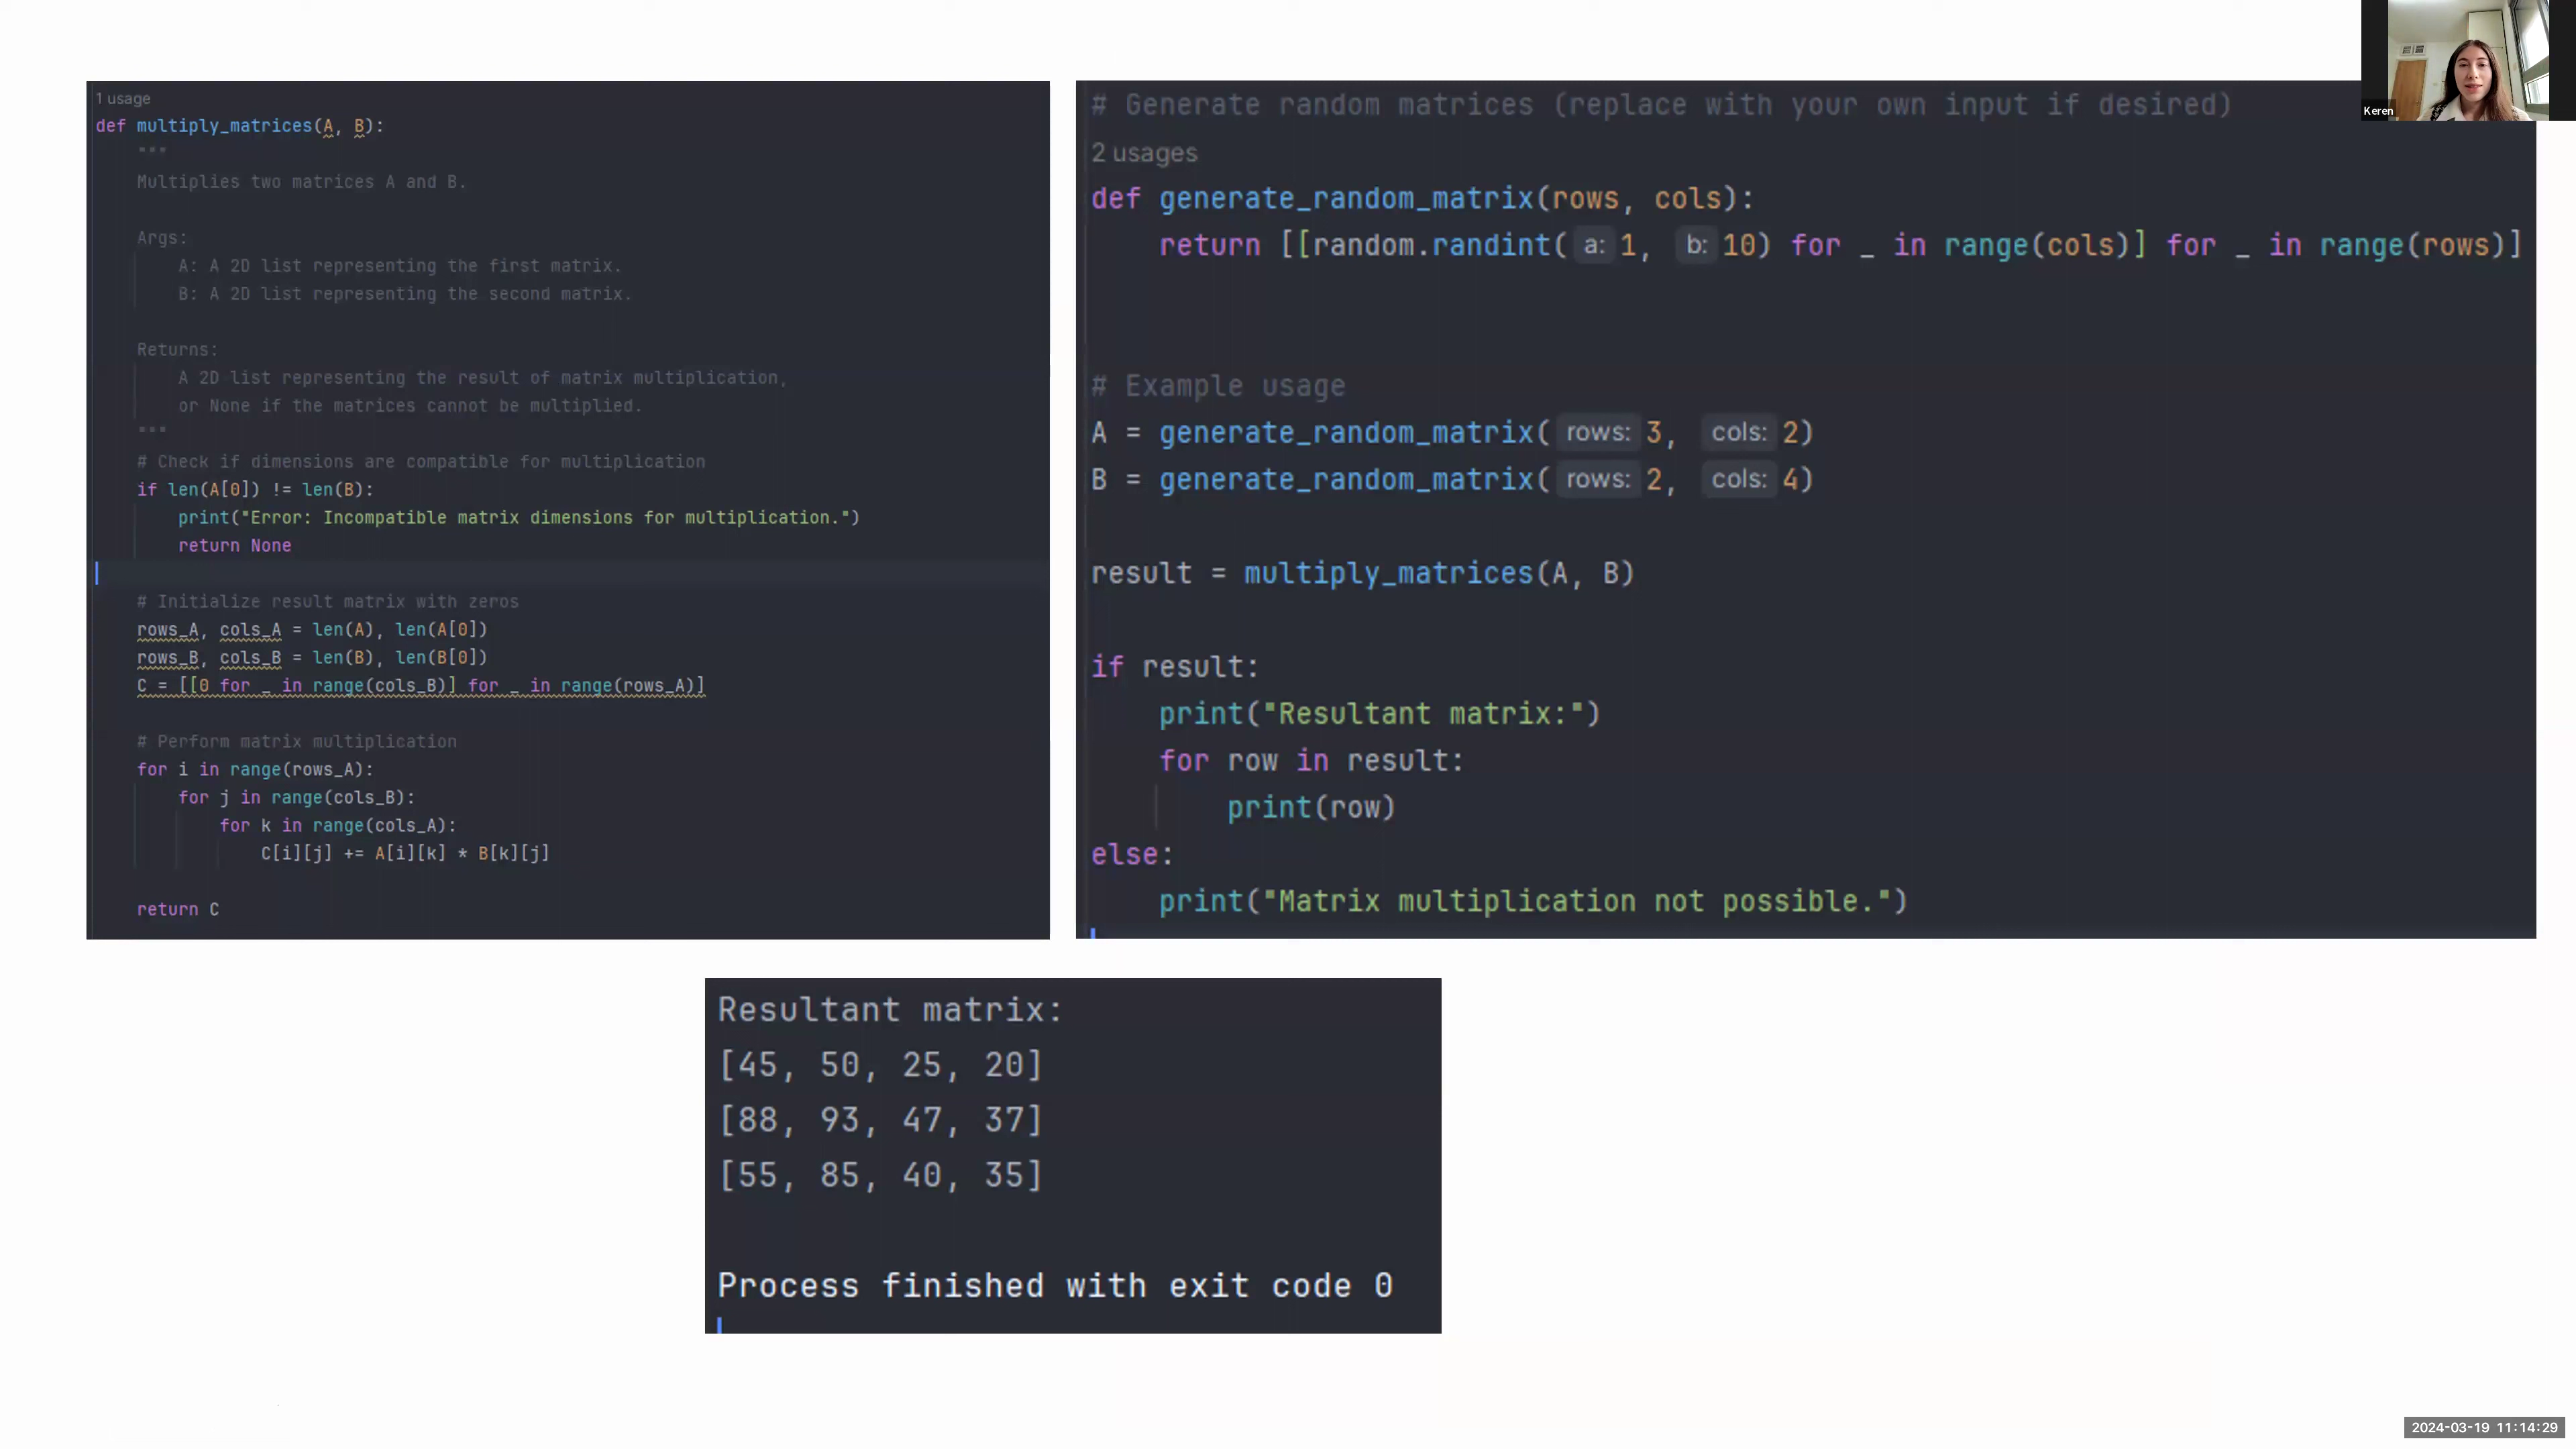 1 usage
def multiply_matrices(A, B):
"""
Multiplies two matrices A and B.
Args:
A: A 2D list representing the first matrix.
B: A 2D list representing the second matrix.
Returns:
A 2D list representing the result of matrix multiplication,
or None if the matrices cannot be multiplied.
"""
# Check if dimensions are compatible for multiplication
if len(A[0]) != len(B):
print("Error: Incompatible matrix dimensions for multiplication.")
return None
# Initialize result matrix with zeros
rows_A, cols_A = len(A), len(A[0])
rows_B, cols_B = len(B), len(B[0])
C = [[0 for _ in range(cols_B)] for _ in range(rows_A)]
# Perform matrix multiplication
for i in range(rows_A):
for j in range(cols_B):
for k in range(cols_A):
C[i][j] += A[i][k] * B[k][j]
return C
# Generate random matrices (replace with your own input if desired)
2 usages
def generate_random_matrix(rows, cols):
return [[random.randint( a: 1, b: 10) for _ in range(cols)] for _ in range(rows)]
# Example usage
A = generate_random_matrix( rows: 3, cols: 2)
B = generate_random_matrix( rows: 2, cols: 4)
result = multiply_matrices(A, B)
if result:
print("Resultant matrix:")
for row in result:
print(row)
else:
print("Matrix multiplication not possible.")
Keren
Resultant matrix:
[45, 50, 25, 20]
[88, 93, 47, 37]
[55, 85, 40, 35]
Process finished with exit code 0
2024-03-19 11:14:29